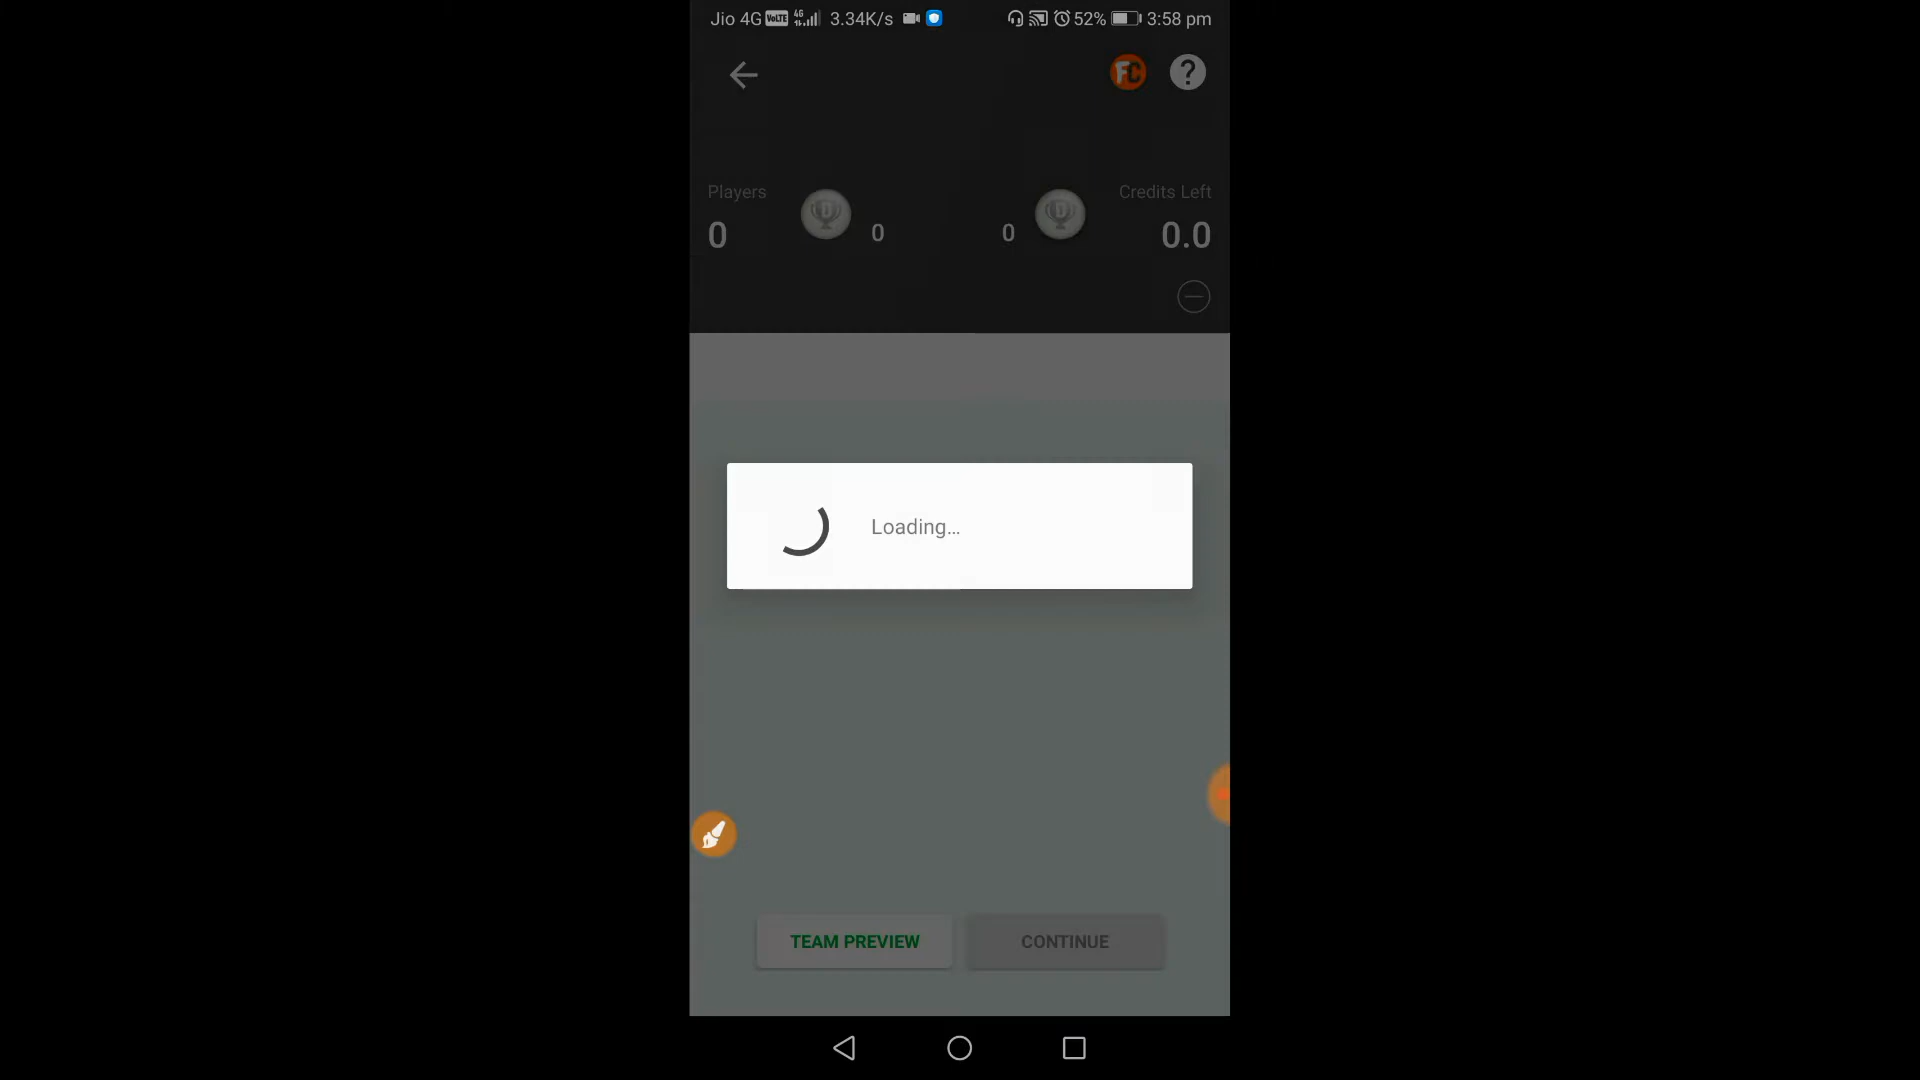 Jio 4G VoLTE 4G 3.34K/s 52% 3:58 pm
FC ?
Players Credits Left
0 D 0 0 D 0.0
Loading...
TEAM PREVIEW CONTINUE